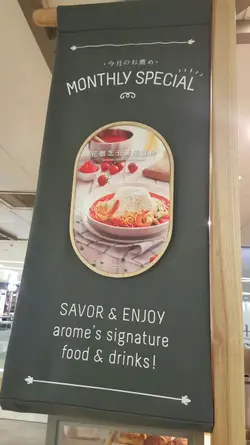 今月のお薦め
MONTHLY SPECIAL
SAVOR & ENJOY
arome's signature
food & drinks!